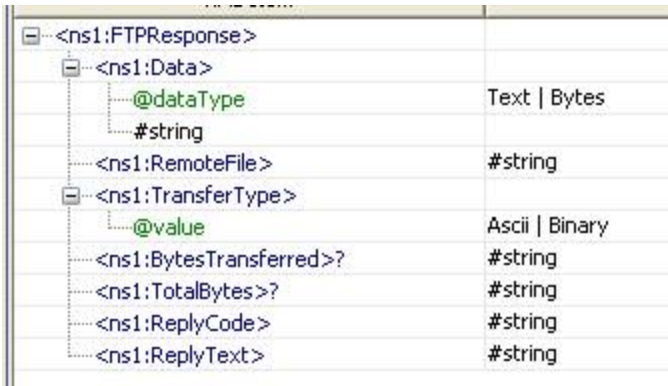 <ns1:FTPResponse>
<ns1:Data>
@dataType Text | Bytes
#string
<ns1:RemoteFile> #string
<ns1:TransferType>
@value Ascii | Binary
<ns1:BytesTransferred>? #string
<ns1:TotalBytes>? #string
<ns1:ReplyCode> #string
<ns1:ReplyText> #string